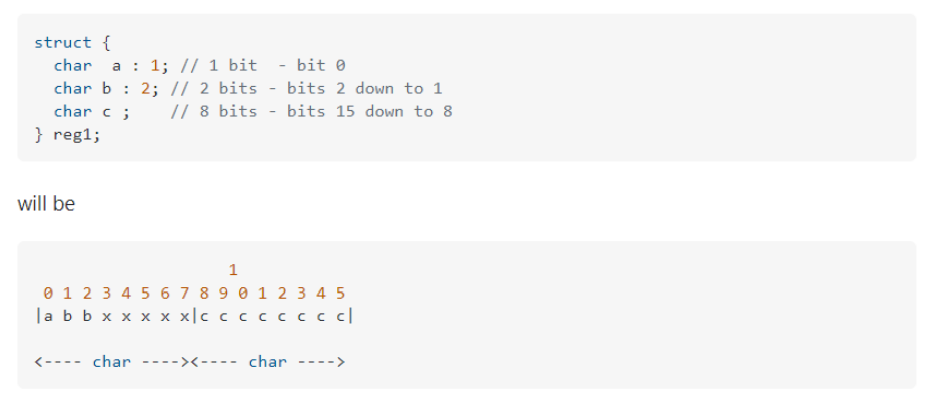 struct {
  char  a : 1; // 1 bit  - bit 0
  char b : 2; // 2 bits - bits 2 down to 1
  char c ;    // 8 bits - bits 15 down to 8
} reg1;
will be
                    1
 0 1 2 3 4 5 6 7 8 9 0 1 2 3 4 5
|a b b x x x x x|c c c c c c c c|
<---- char ----><---- char ---->